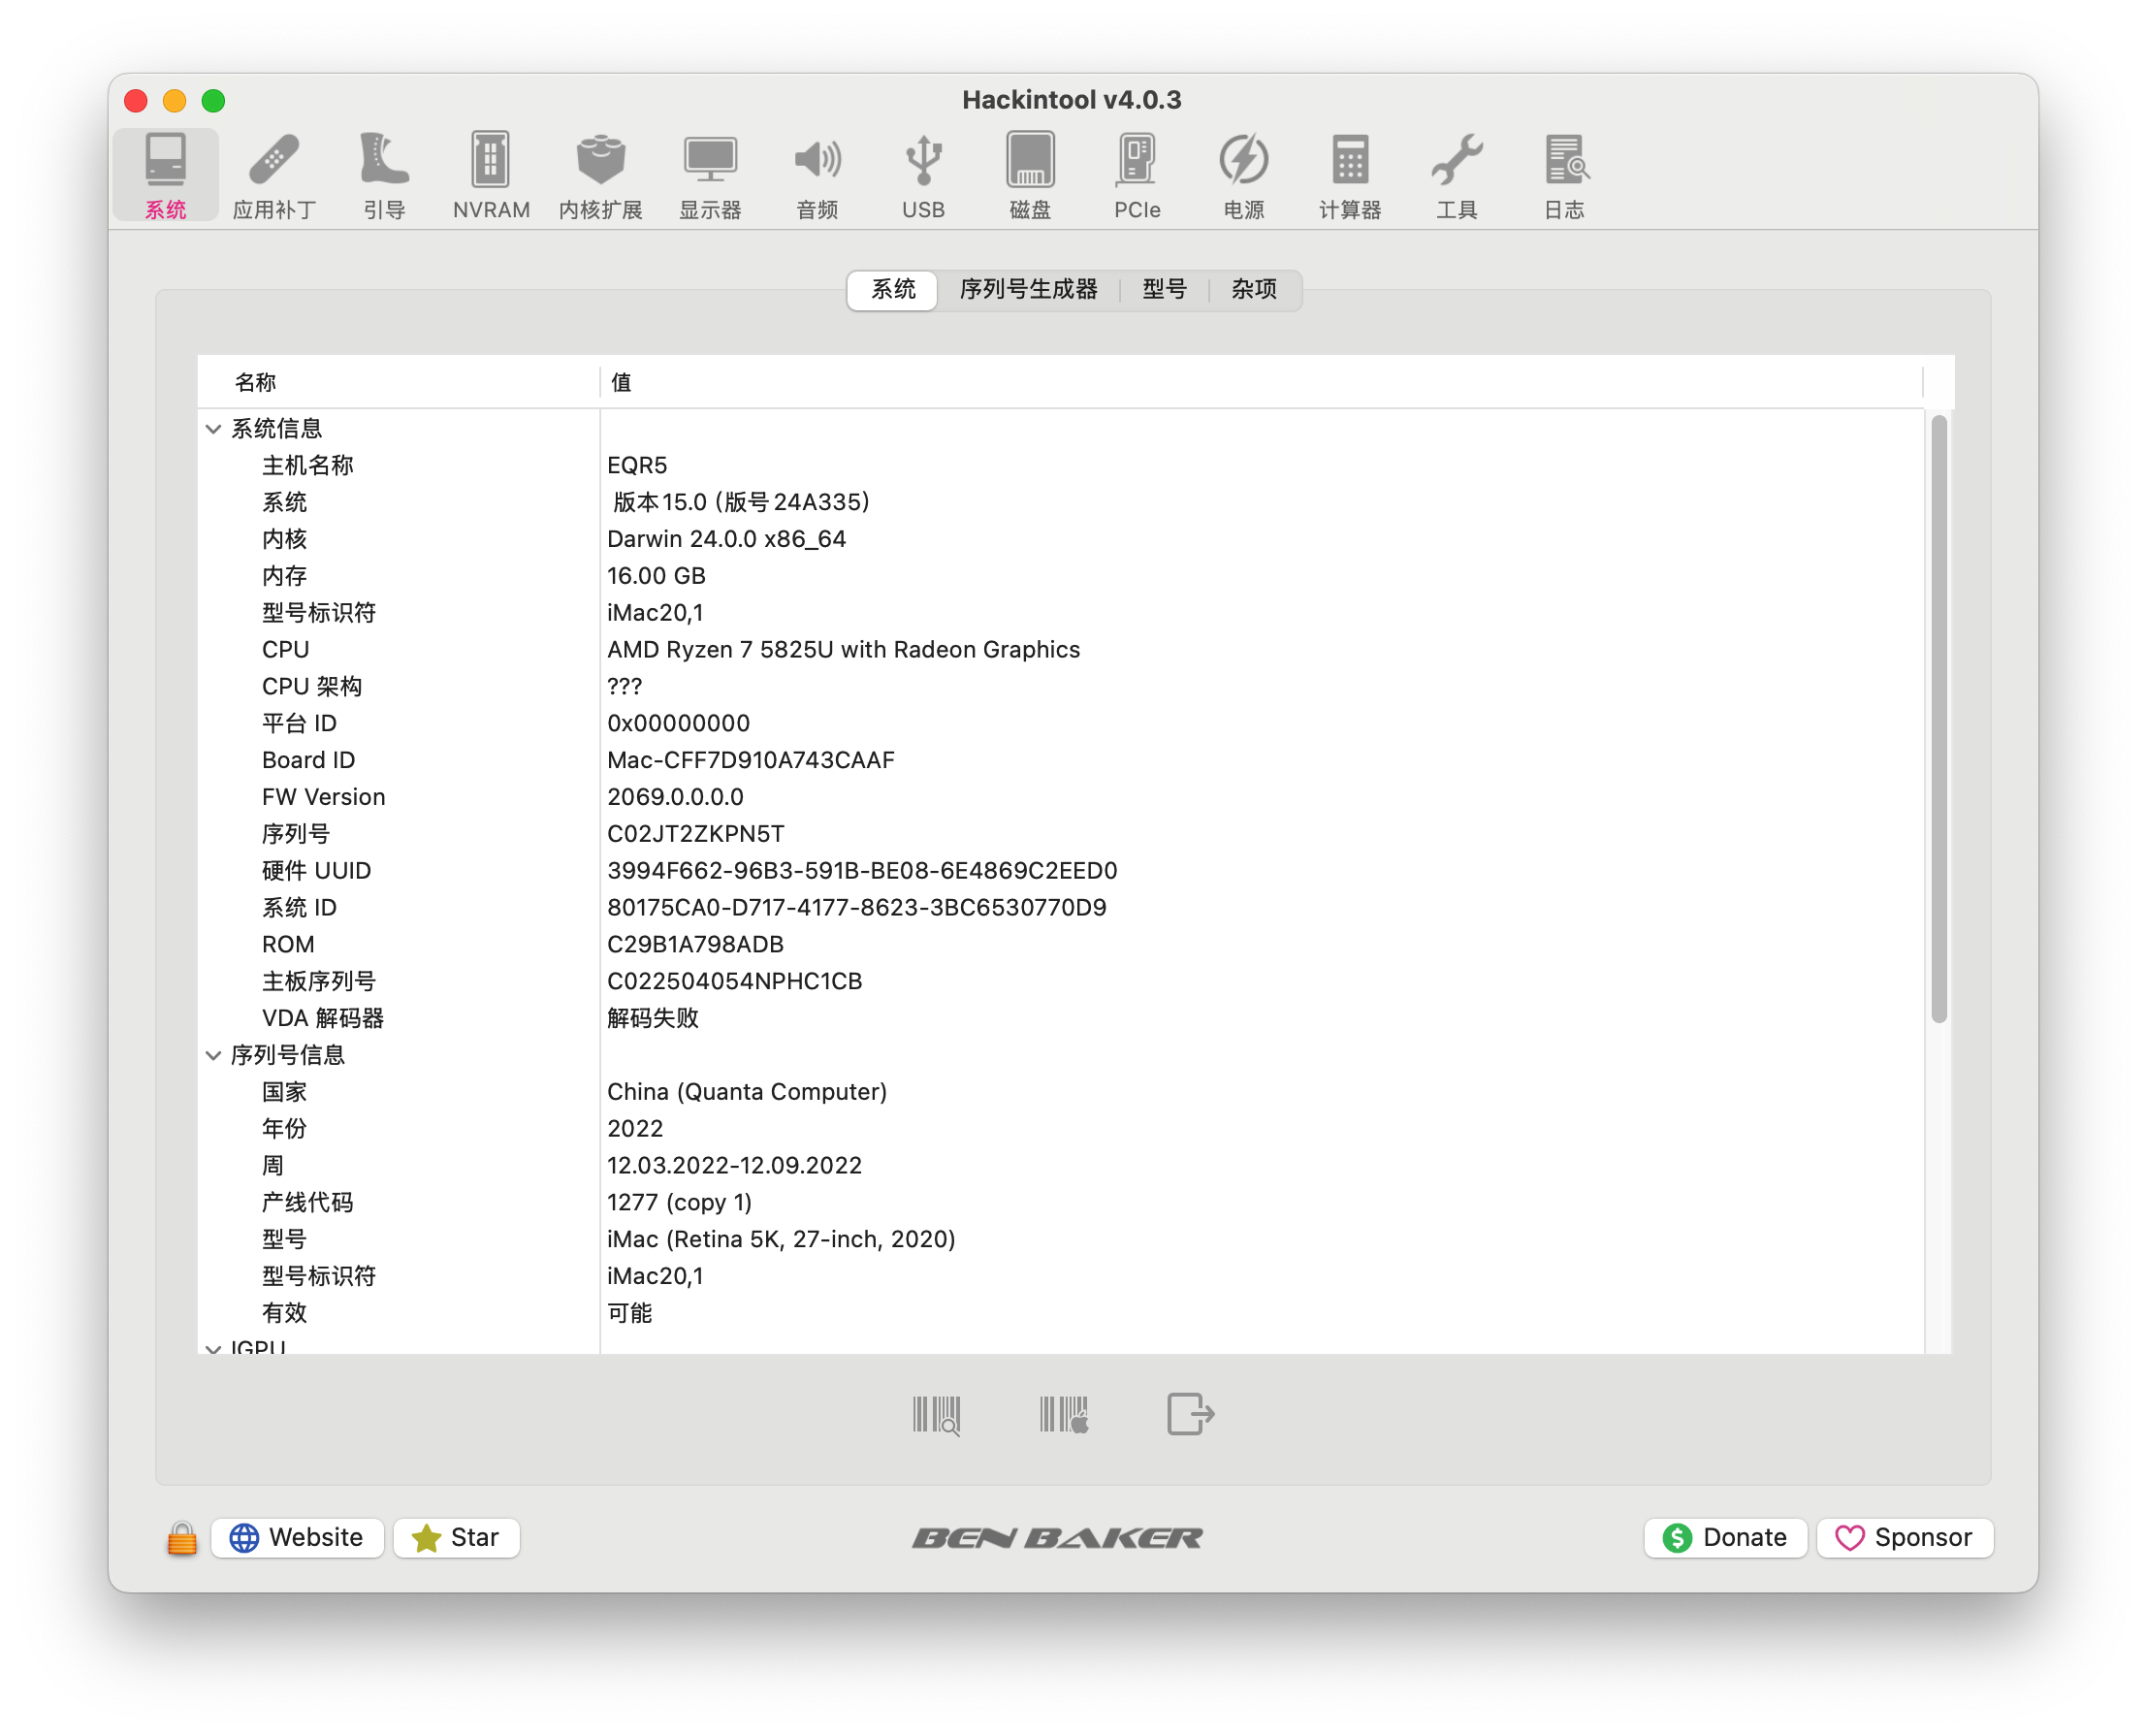 Hackintool v4.0.3
系统 应用补丁 引导 NVRAM 内核扩展 显示器 音频 USB 磁盘 PCIe 电源 计算器 工具 日志
系统 序列号生成器 型号 杂项
名称 值
系统信息
主机名称 EQR5
系统 版本15.0 (版号24A335)
内核 Darwin 24.0.0 x86_64
内存 16.00 GB
型号标识符 iMac20,1
CPU AMD Ryzen 7 5825U with Radeon Graphics
CPU 架构 ???
平台 ID 0x00000000
Board ID Mac-CFF7D910A743CAAF
FW Version 2069.0.0.0.0
序列号 C02JT2ZKPN5T
硬件 UUID 3994F662-96B3-591B-BE08-6E4869C2EED0
系统 ID 80175CA0-D717-4177-8623-3BC6530770D9
ROM C29B1A798ADB
主板序列号 C022504054NPHC1CB
VDA 解码器 解码失败
序列号信息
国家 China (Quanta Computer)
年份 2022
周 12.03.2022-12.09.2022
产线代码 1277 (copy 1)
型号 iMac (Retina 5K, 27-inch, 2020)
型号标识符 iMac20,1
有效 可能
IGPU
Website Star BEN BAKER Donate Sponsor